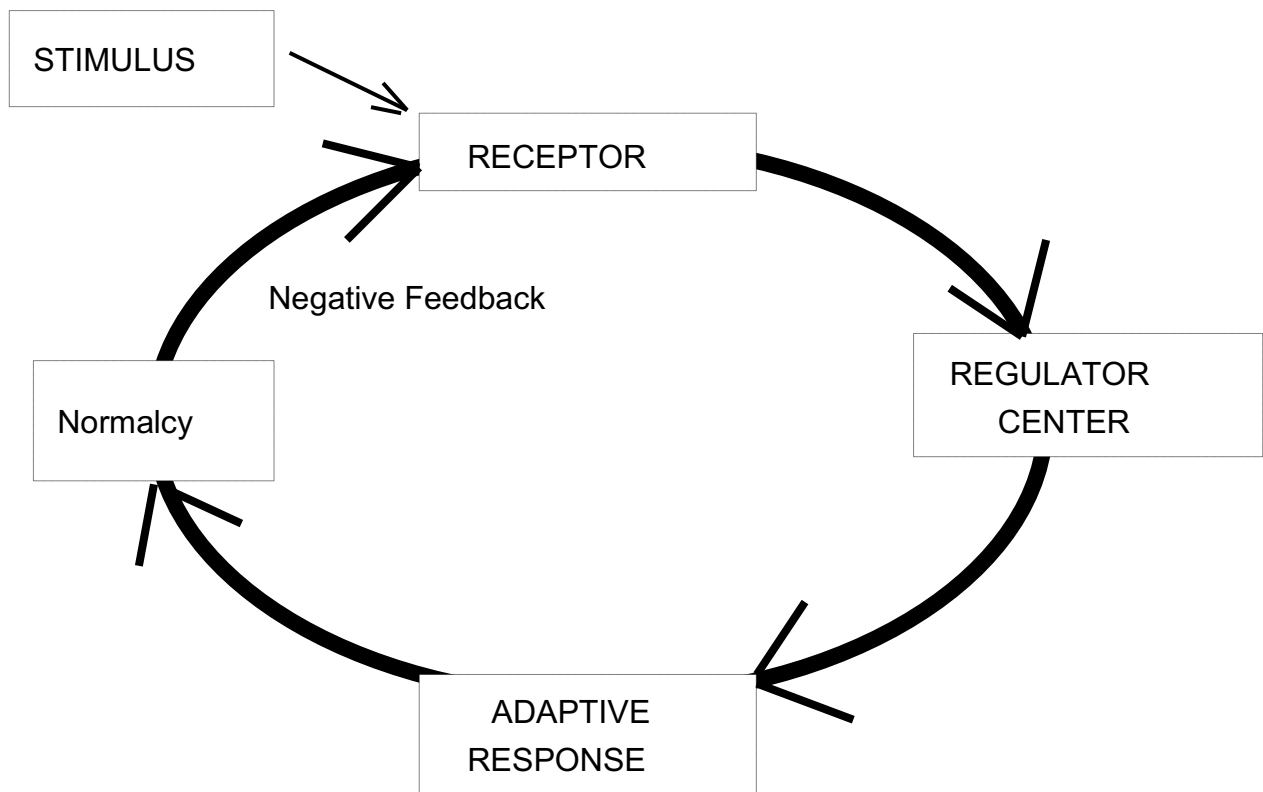 STIMULUS
RECEPTOR
Negative Feedback
REGULATOR
CENTER
Normalcy
ADAPTIVE
RESPONSE